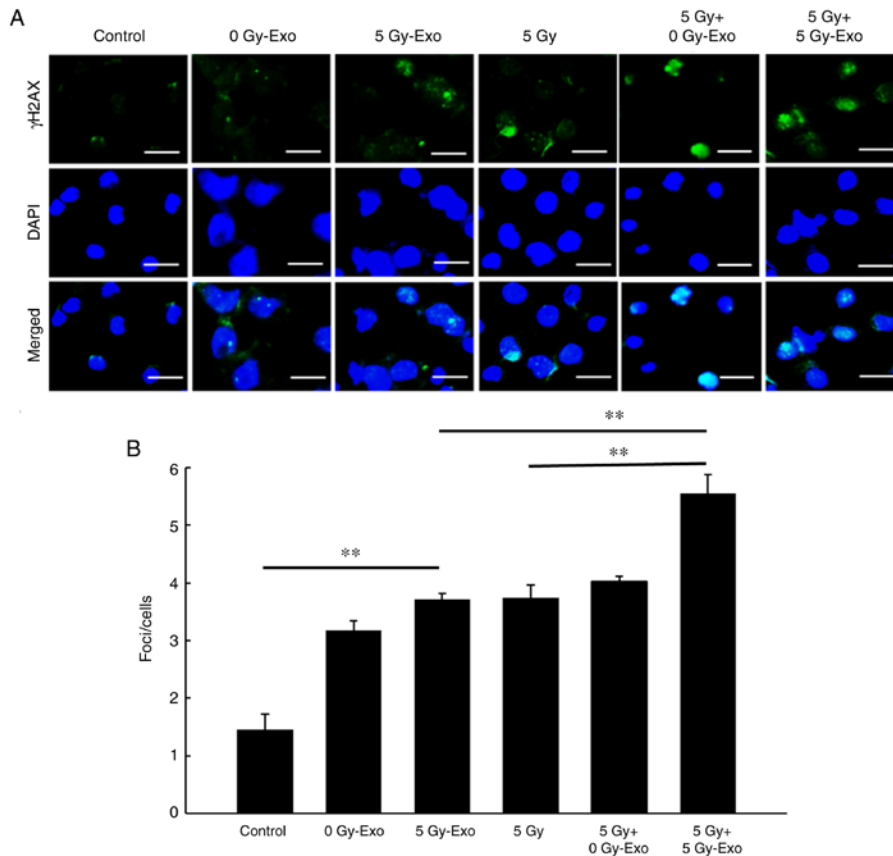 A
Control
0 Gy-Exo
5 Gy-Exo
5 Gy
5 Gy+
0 Gy-Exo
5 Gy+
5 Gy-Exo
γH2AX
DAPI
Merged
B
**
**
**
Foci/cells
6
5
4
3
2
1
0
Control
0 Gy-Exo
5 Gy-Exo
5 Gy
5 Gy+
0 Gy-Exo
5 Gy+
5 Gy-Exo